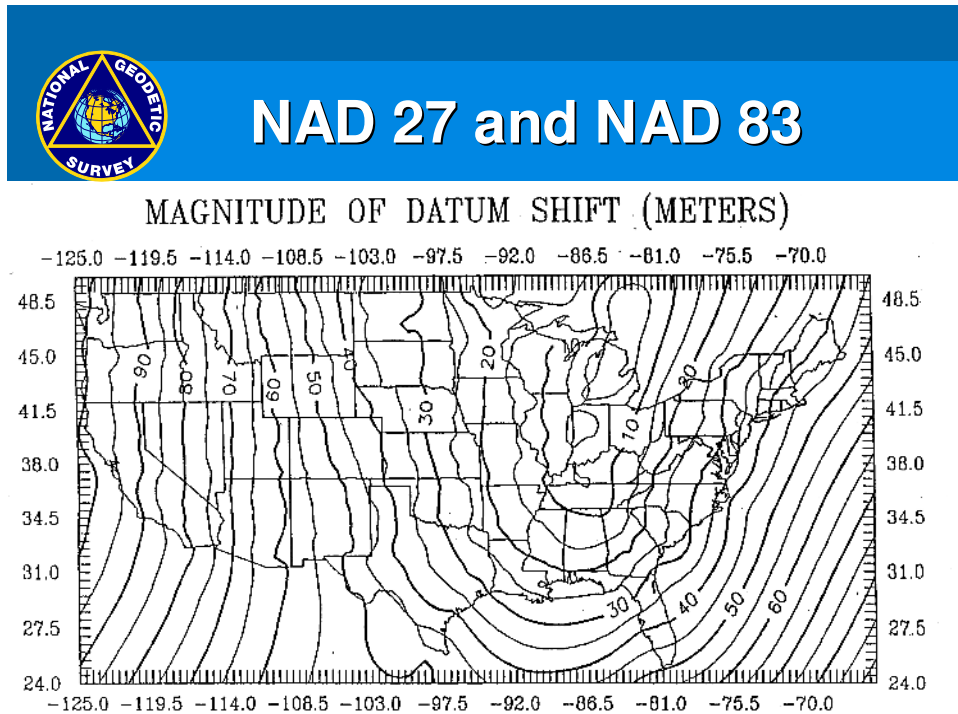 NATIONAL GEODETIC SURVEY
NAD 27 and NAD 83
MAGNITUDE OF DATUM SHIFT (METERS)
-125.0 -119.5 -114.0 -108.5 -103.0 -97.5 -92.0 -86.5 -81.0 -75.5 -70.0
48.5 48.5
45.0 45.0
41.5 41.5
38.0 38.0
34.5 34.5
31.0 31.0
27.5 27.5
24.0 24.0
90 80 70 60 50 40 30 20 10 20
10
30 40 50 60
-125.0 -119.5 -114.0 -108.5 -103.0 -97.5 -92.0 -86.5 -81.0 -75.5 -70.0